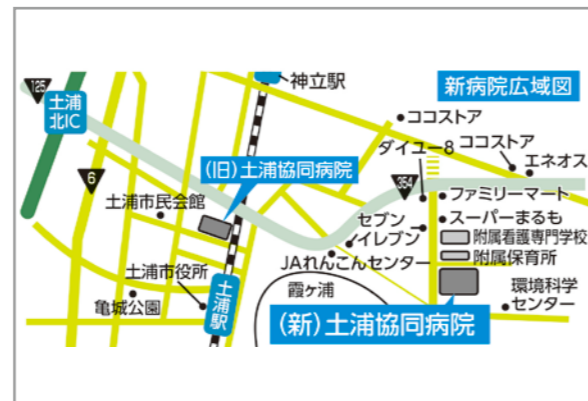 125
神立駅
新病院広域図
土浦
北IC
ココストア
ダイユー8
ココストア
エネオス
(旧)土浦協同病院
6
354
土浦市民会館
ファミリーマート
セブン
イレブン
スーパーまるも
附属看護専門学校
JAれんこんセンター
附属保育所
土浦市役所
霞ヶ浦
環境科学
センター
亀城公園
土浦駅
(新)土浦協同病院